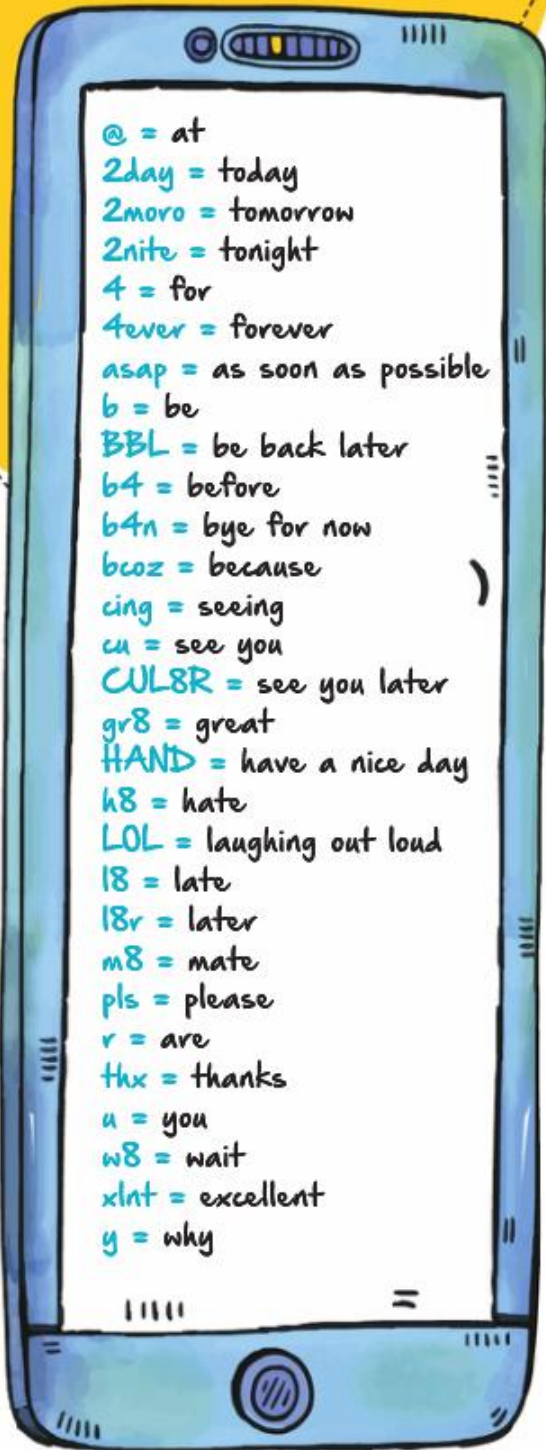 @ = at
2day = today
2moro = tomorrow
2nite = tonight
4 = for
4ever = forever
asap = as soon as possible
b = be
BBL = be back later
b4 = before
b4n = bye for now
bcoz = because
cing = seeing
cu = see you
CUL8R = see you later
gr8 = great
HAND = have a nice day
h8 = hate
LOL = laughing out loud
l8 = late
l8r = later
m8 = mate
pls = please
r = are
thx = thanks
u = you
w8 = wait
xlnt = excellent
y = why